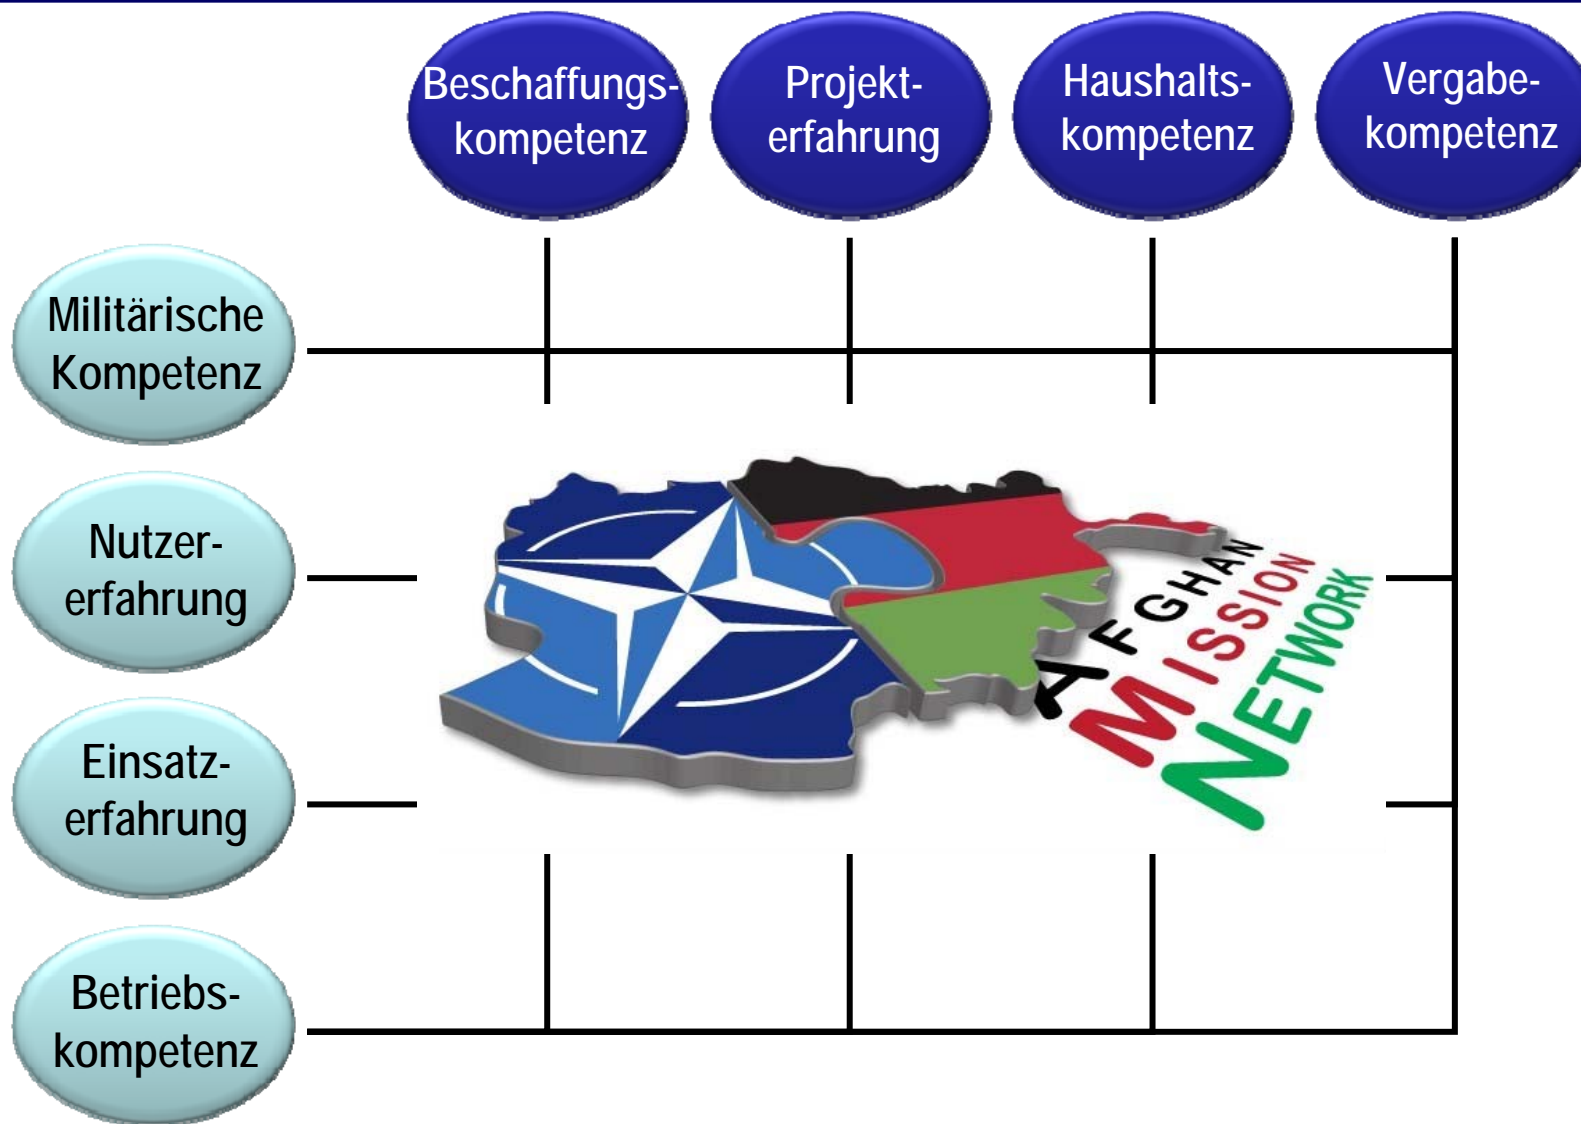 Beschaffungs-
kompetenz
Projekt-
erfahrung
Haushalts-
kompetenz
Vergabe-
kompetenz
Militärische
Kompetenz
Nutzer-
erfahrung
Einsatz-
erfahrung
Betriebs-
kompetenz
AFGHAN
MISSION
NETWORK